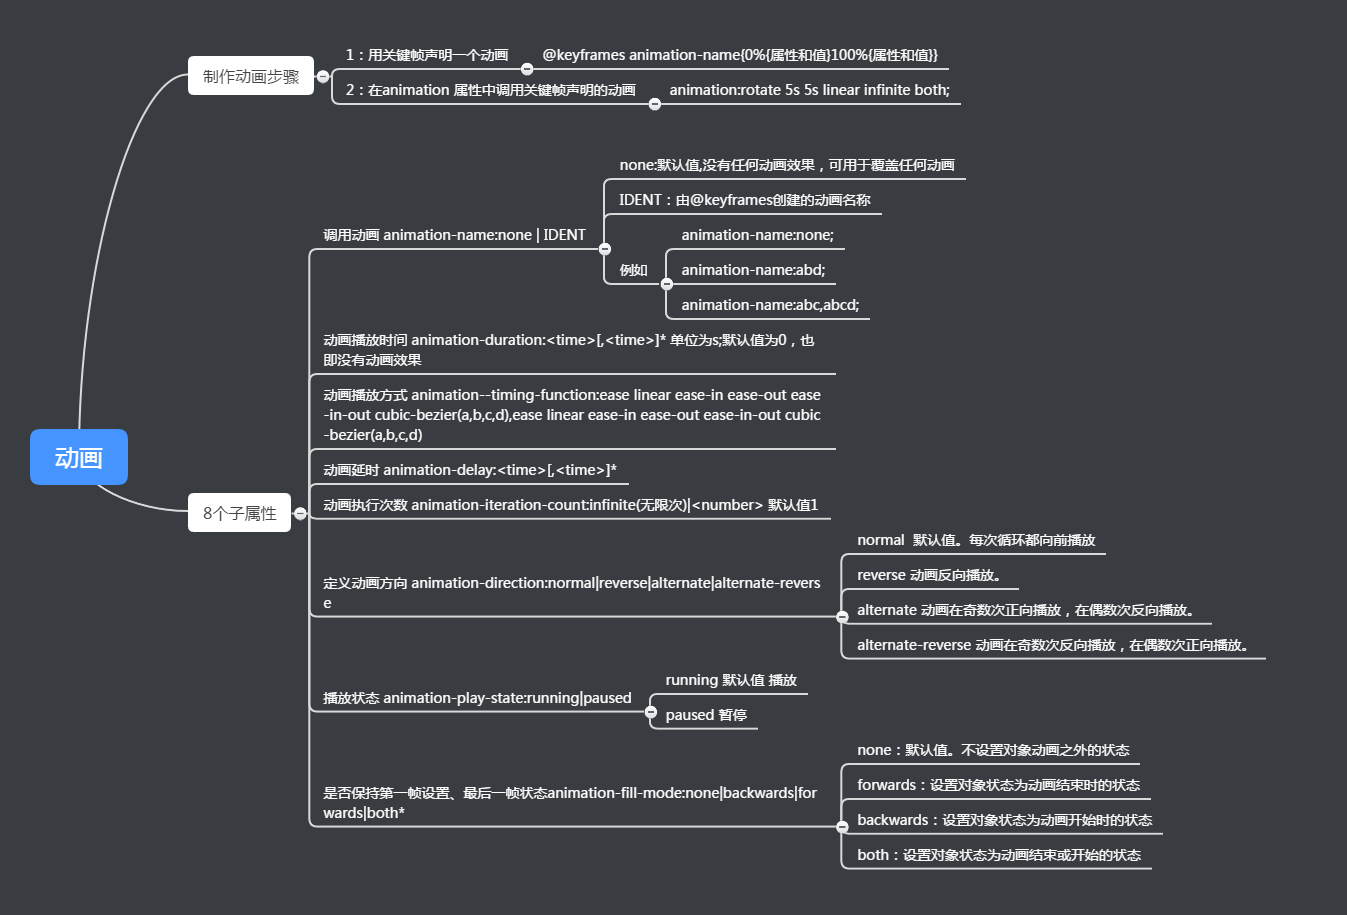 动画
制作动画步骤
1：用关键帧声明一个动画
@keyframes animation-name{0%{属性和值}100%{属性和值}}
2：在animation 属性中调用关键帧声明的动画
animation:rotate 5s 5s linear infinite both;
8个子属性
调用动画 animation-name:none | IDENT
none:默认值,没有任何动画效果，可用于覆盖任何动画
IDENT：由@keyframes创建的动画名称
例如
animation-name:none;
animation-name:abd;
animation-name:abc,abcd;
动画播放时间 animation-duration:<time>[,<time>]* 单位为s;默认值为0，也
即没有动画效果
动画播放方式 animation--timing-function:ease linear ease-in ease-out ease
-in-out cubic-bezier(a,b,c,d),ease linear ease-in ease-out ease-in-out cubic
-bezier(a,b,c,d)
动画延时 animation-delay:<time>[,<time>]*
动画执行次数 animation-iteration-count:infinite(无限次)|<number> 默认值1
定义动画方向 animation-direction:normal|reverse|alternate|alternate-revers
e
normal  默认值。每次循环都向前播放
reverse 动画反向播放。
alternate 动画在奇数次正向播放，在偶数次反向播放。
alternate-reverse 动画在奇数次反向播放，在偶数次正向播放。
播放状态 animation-play-state:running|paused
running 默认值 播放
paused 暂停
是否保持第一帧设置、最后一帧状态animation-fill-mode:none|backwards|for
wards|both*
none：默认值。不设置对象动画之外的状态
forwards：设置对象状态为动画结束时的状态
backwards：设置对象状态为动画开始时的状态
both：设置对象状态为动画结束或开始的状态